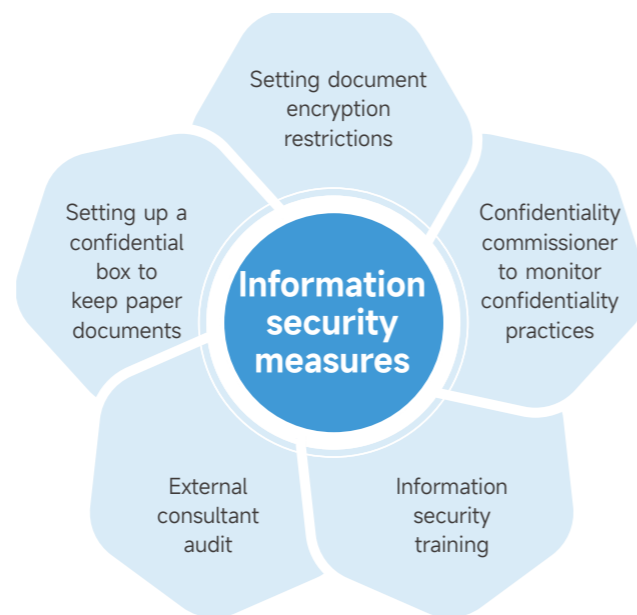 Setting document
encryption
restrictions
Setting up a
confidential
box to
keep paper
documents
Information
security
measures
Confidentiality
commissioner
to monitor
confidentiality
practices
External
consultant
audit
Information
security
training